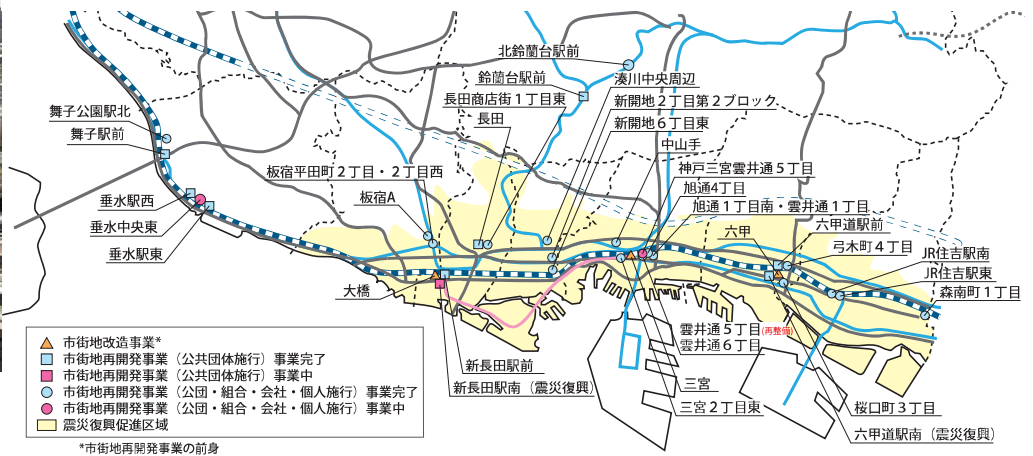 北鈴蘭台駅前
鈴蘭台駅前
湊川中央周辺
長田商店街1丁目東
新開地2丁目第2ブロック
長田
新開地6丁目東
舞子公園駅北
舞子駅前
中山手
板宿平田町2丁目・2丁目西
神戸三宮雲井通5丁目
旭通4丁目
板宿A
旭通1丁目南・雲井通1丁目
垂水駅西
垂水中央東
垂水駅東
六甲道駅前
六甲
弓木町4丁目
JR住吉駅南
JR住吉駅東
森南町1丁目
大橋
雲井通5丁目(再整備)
雲井通6丁目
新長田駅前
新長田駅南(震災復興)
三宮
三宮2丁目東
桜口町3丁目
六甲道駅南(震災復興)
市街地改造事業*
市街地再開発事業(公共団体施行)事業完了
市街地再開発事業(公共団体施行)事業中
市街地再開発事業(公団・組合・会社・個人施行)事業完了
市街地再開発事業(公団・組合・会社・個人施行)事業中
震災復興促進区域
*市街地再開発事業の前身